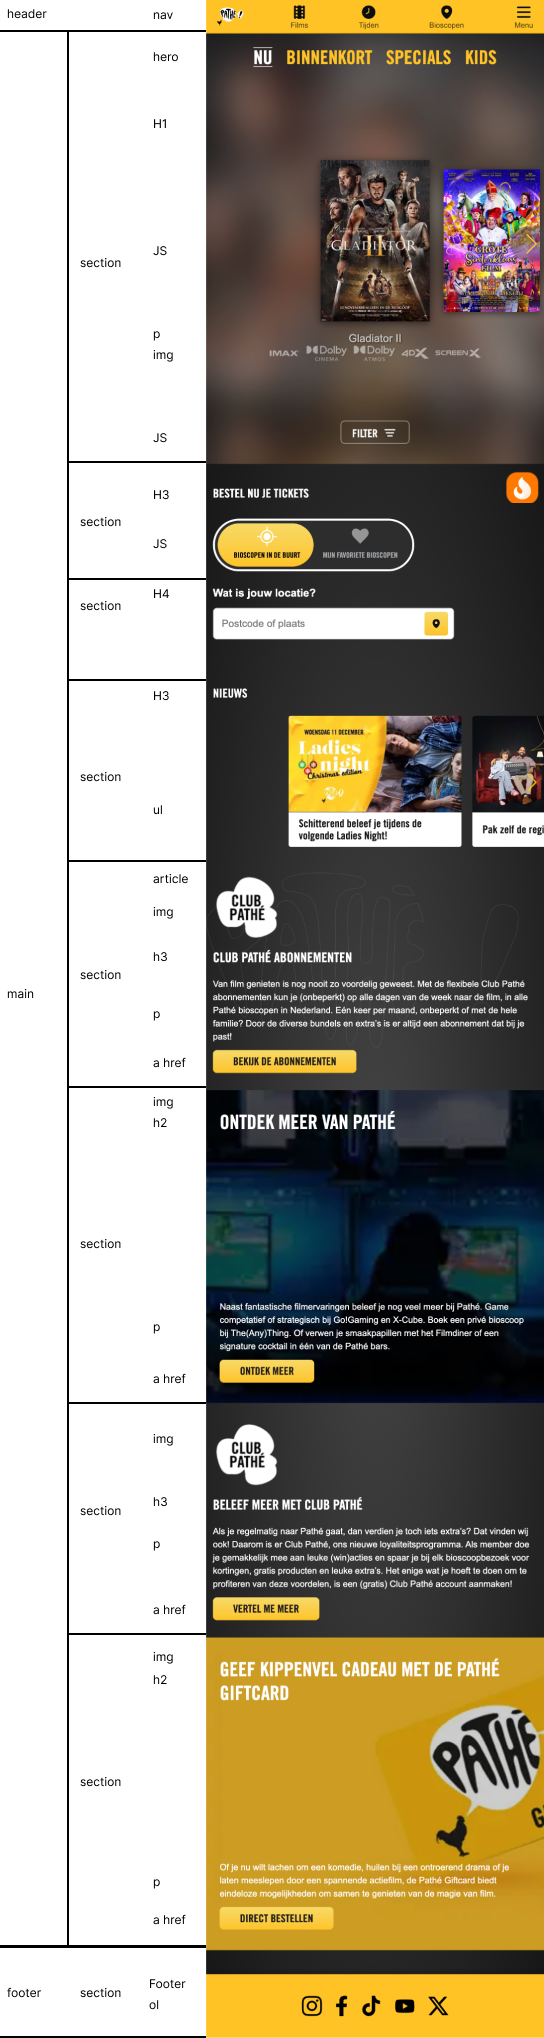 header
nav
PATHÉ!
Films
Tijden
Bioscopen
Menu
hero
NU BINNENKORT SPECIALS KIDS
H1
section
JS
GLADIATOR
II
DE
GROTE
Sinterklaas
FILM
p
Gladiator II
img
IMAX Dolby CINEMA Dolby ATMOS 4DX SCREENX
JS
FILTER
section
H3
BESTEL NU JE TICKETS
JS
BIOSCOPEN IN DE BUURT
MIJN FAVORIETE BIOSCOPEN
section
H4
Wat is jouw locatie?
Postcode of plaats
section
H3
NIEUWS
WOENSDAG 11 DECEMBER
Ladies
night
Christmas edition
ul
Schitterend beleef je tijdens de
volgende Ladies Night!
Pak zelf de regi
section
article
img
CLUB
PATHÉ
h3
CLUB PATHÉ ABONNEMENTEN
p
Van film genieten is nog nooit zo voordelig geweest. Met de flexibele Club Pathé
abonnementen kun je (onbeperkt) op alle dagen van de week naar de film, in alle
Pathé bioscopen in Nederland. Eén keer per maand, onbeperkt of met de hele
familie? Door de diverse bundels en extra's is er altijd een abonnement dat bij je
past!
a href
BEKIJK DE ABONNEMENTEN
main
section
img
h2
ONTDEK MEER VAN PATHÉ
p
Naast fantastische filmervaringen beleef je nog veel meer bij Pathé. Game
competatief of strategisch bij Go!Gaming en X-Cube. Boek een privé bioscoop
bij The(Any)Thing. Of verwen je smaakpapillen met het Filmdiner of een
signature cocktail in één van de Pathé bars.
a href
ONTDEK MEER
section
img
CLUB
PATHÉ
h3
BELEEF MEER MET CLUB PATHÉ
p
Als je regelmatig naar Pathé gaat, dan verdien je toch iets extra's? Dat vinden wij
ook! Daarom is er Club Pathé, ons nieuwe loyaliteitsprogramma. Als member doe
je gemakkelijk mee aan leuke (win)acties en spaar je bij elk bioscoopbezoek voor
kortingen, gratis producten en leuke extra's. Het enige wat je hoeft te doen om te
profiteren van deze voordelen, is een (gratis) Club Pathé account aanmaken!
a href
VERTEL ME MEER
section
img
h2
GEEF KIPPENVEL CADEAU MET DE PATHÉ
GIFTCARD
PATHÉ
p
Of je nu wilt lachen om een komedie, huilen bij een ontroerend drama of je
laten meeslepen door een spannende actiefilm, de Pathé Giftcard biedt
eindeloze mogelijkheden om samen te genieten van de magie van film.
a href
DIRECT BESTELLEN
footer
section
Footer
ol